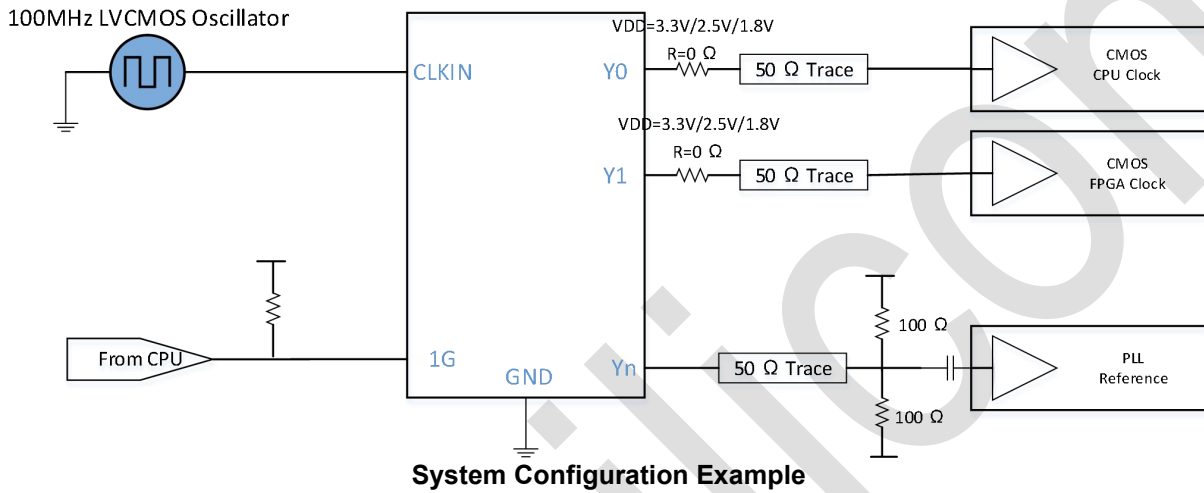 100MHz LVCMOS Oscillator
CLKIN
Y0
VDD=3.3V/2.5V/1.8V
R=0 Ω
50 Ω Trace
CMOS
CPU Clock
VDD=3.3V/2.5V/1.8V
R=0 Ω
Y1
50 Ω Trace
CMOS
FPGA Clock
From CPU
1G
GND
Yn
50 Ω Trace
100 Ω
100 Ω
PLL
Reference
System Configuration Example